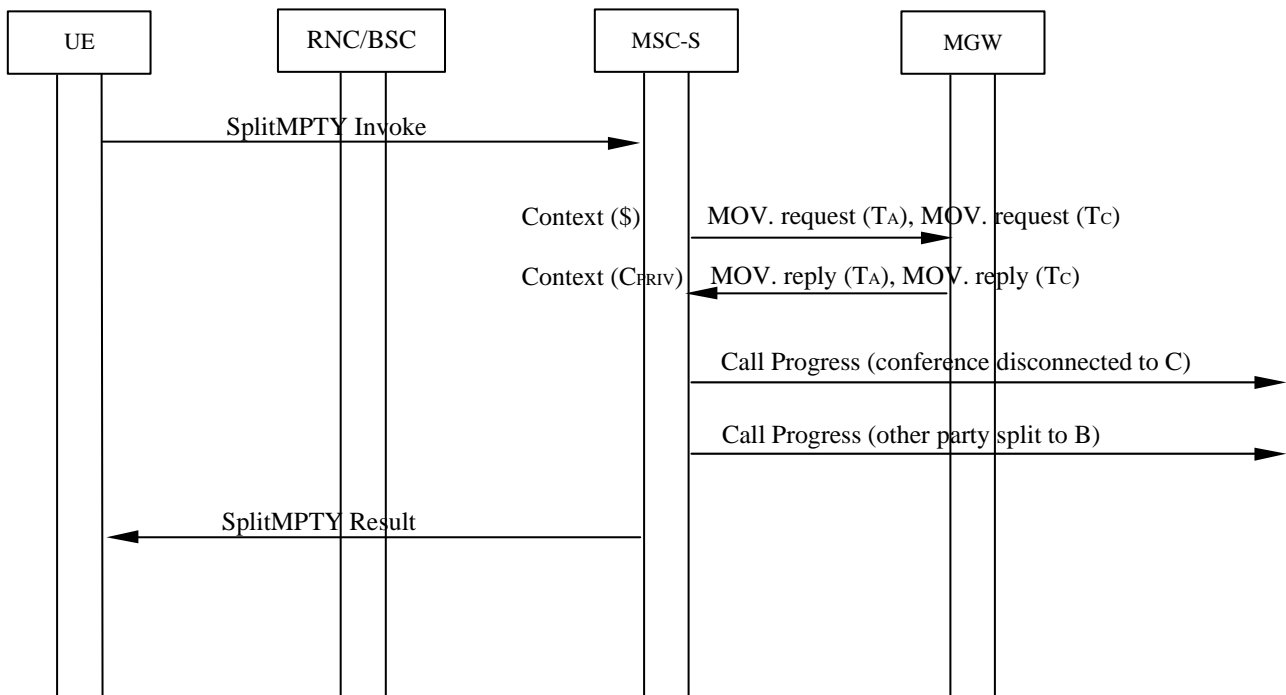 UE
RNC/BSC
MSC-S
MGW
SplitMPTY Invoke
Context ($)
MOV. request (TA), MOV. request (TC)
Context (CPRIV)
MOV. reply (TA), MOV. reply (TC)
Call Progress (conference disconnected to C)
Call Progress (other party split to B)
SplitMPTY Result